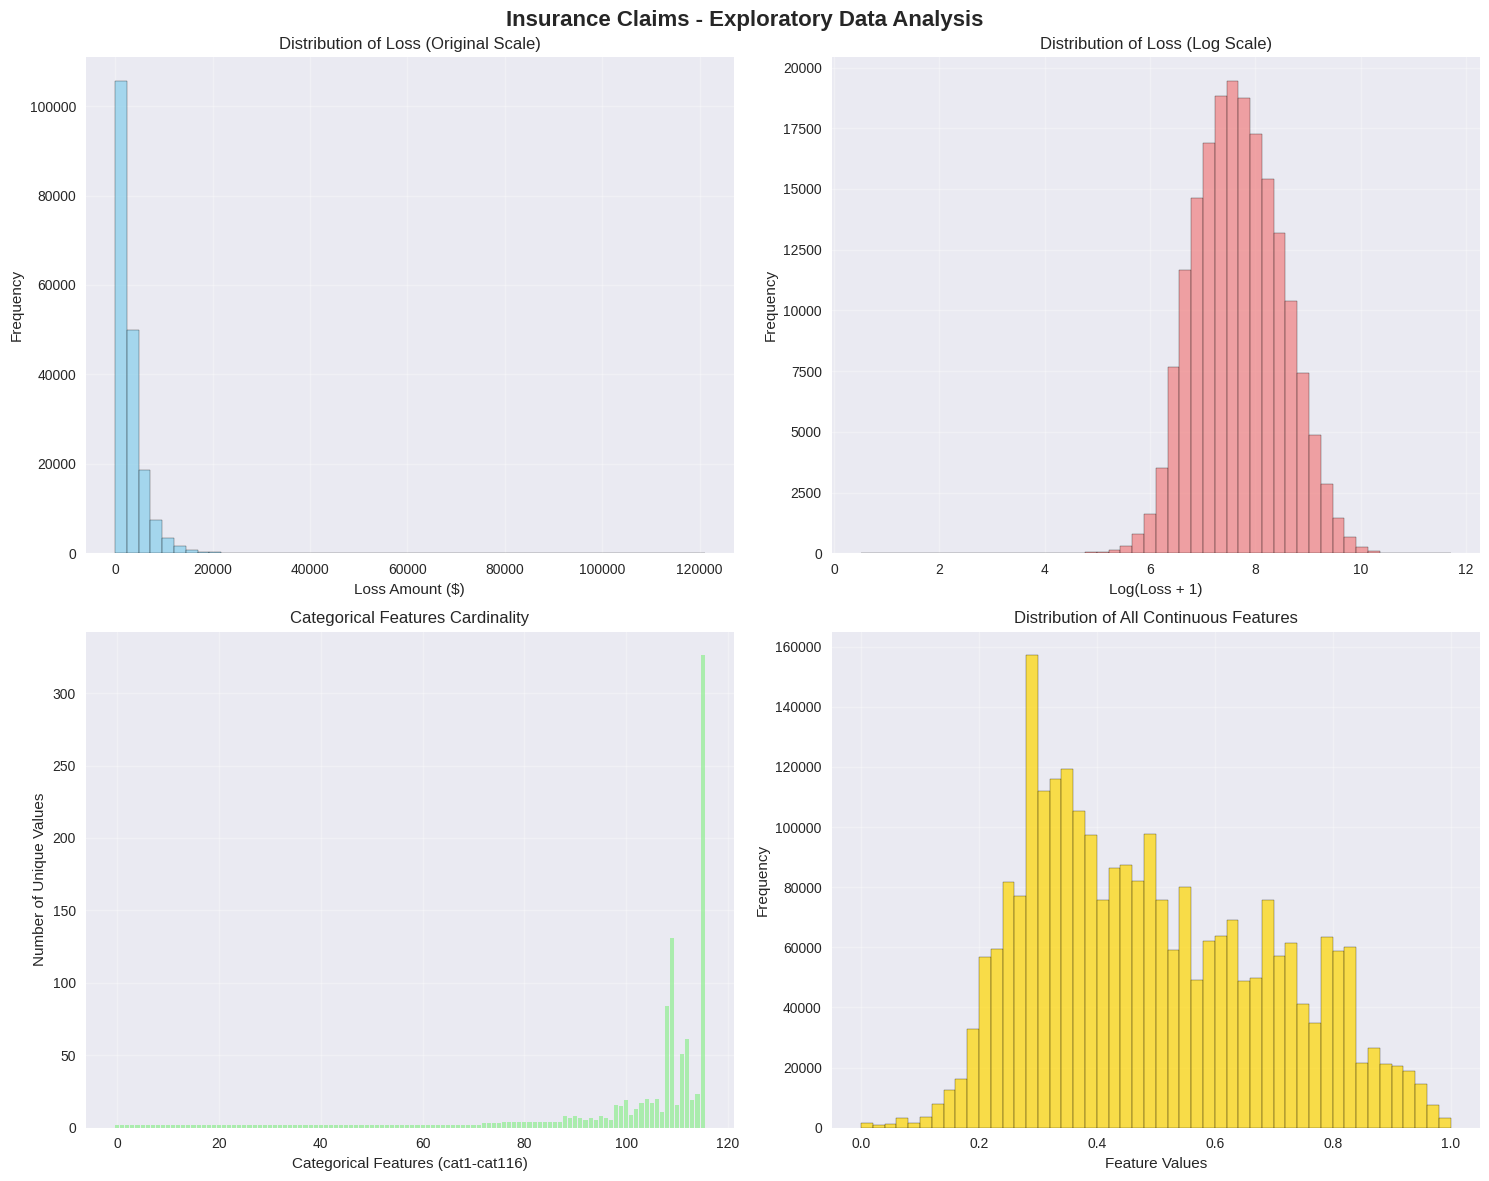 Insurance Claims - Exploratory Data Analysis
Distribution of Loss (Original Scale)
Frequency
100000
80000
60000
40000
20000
0
0 20000 40000 60000 80000 100000 120000
Loss Amount ($)
Distribution of Loss (Log Scale)
Frequency
20000
17500
15000
12500
10000
7500
5000
2500
0
0 2 4 6 8 10 12
Log(Loss + 1)
Categorical Features Cardinality
Number of Unique Values
300
250
200
150
100
50
0
0 20 40 60 80 100 120
Categorical Features (cat1-cat116)
Distribution of All Continuous Features
Frequency
160000
140000
120000
100000
80000
60000
40000
20000
0
0.0 0.2 0.4 0.6 0.8 1.0
Feature Values